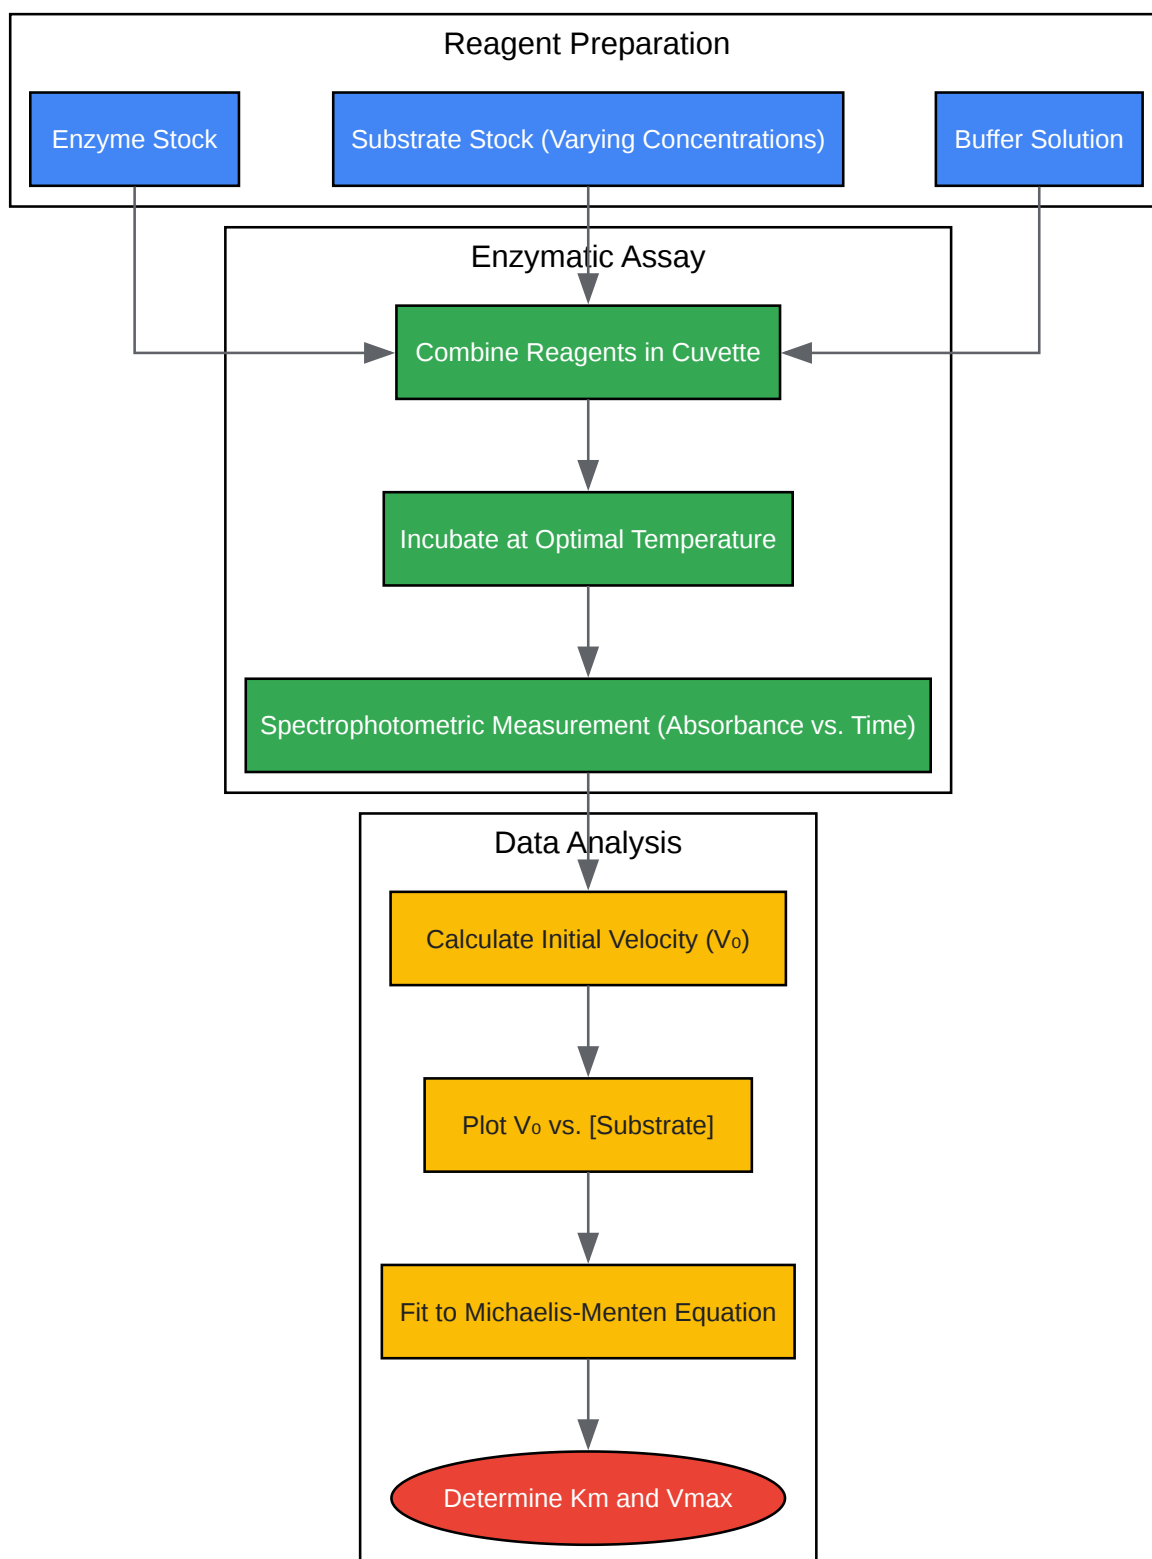 Reagent Preparation
Enzyme Stock
Substrate Stock (Varying Concentrations)
Buffer Solution
Enzymatic Assay
Combine Reagents in Cuvette
Incubate at Optimal Temperature
Spectrophotometric Measurement (Absorbance vs. Time)
Data Analysis
Calculate Initial Velocity (V₀)
Plot V₀ vs. [Substrate]
Fit to Michaelis-Menten Equation
Determine Km and Vmax